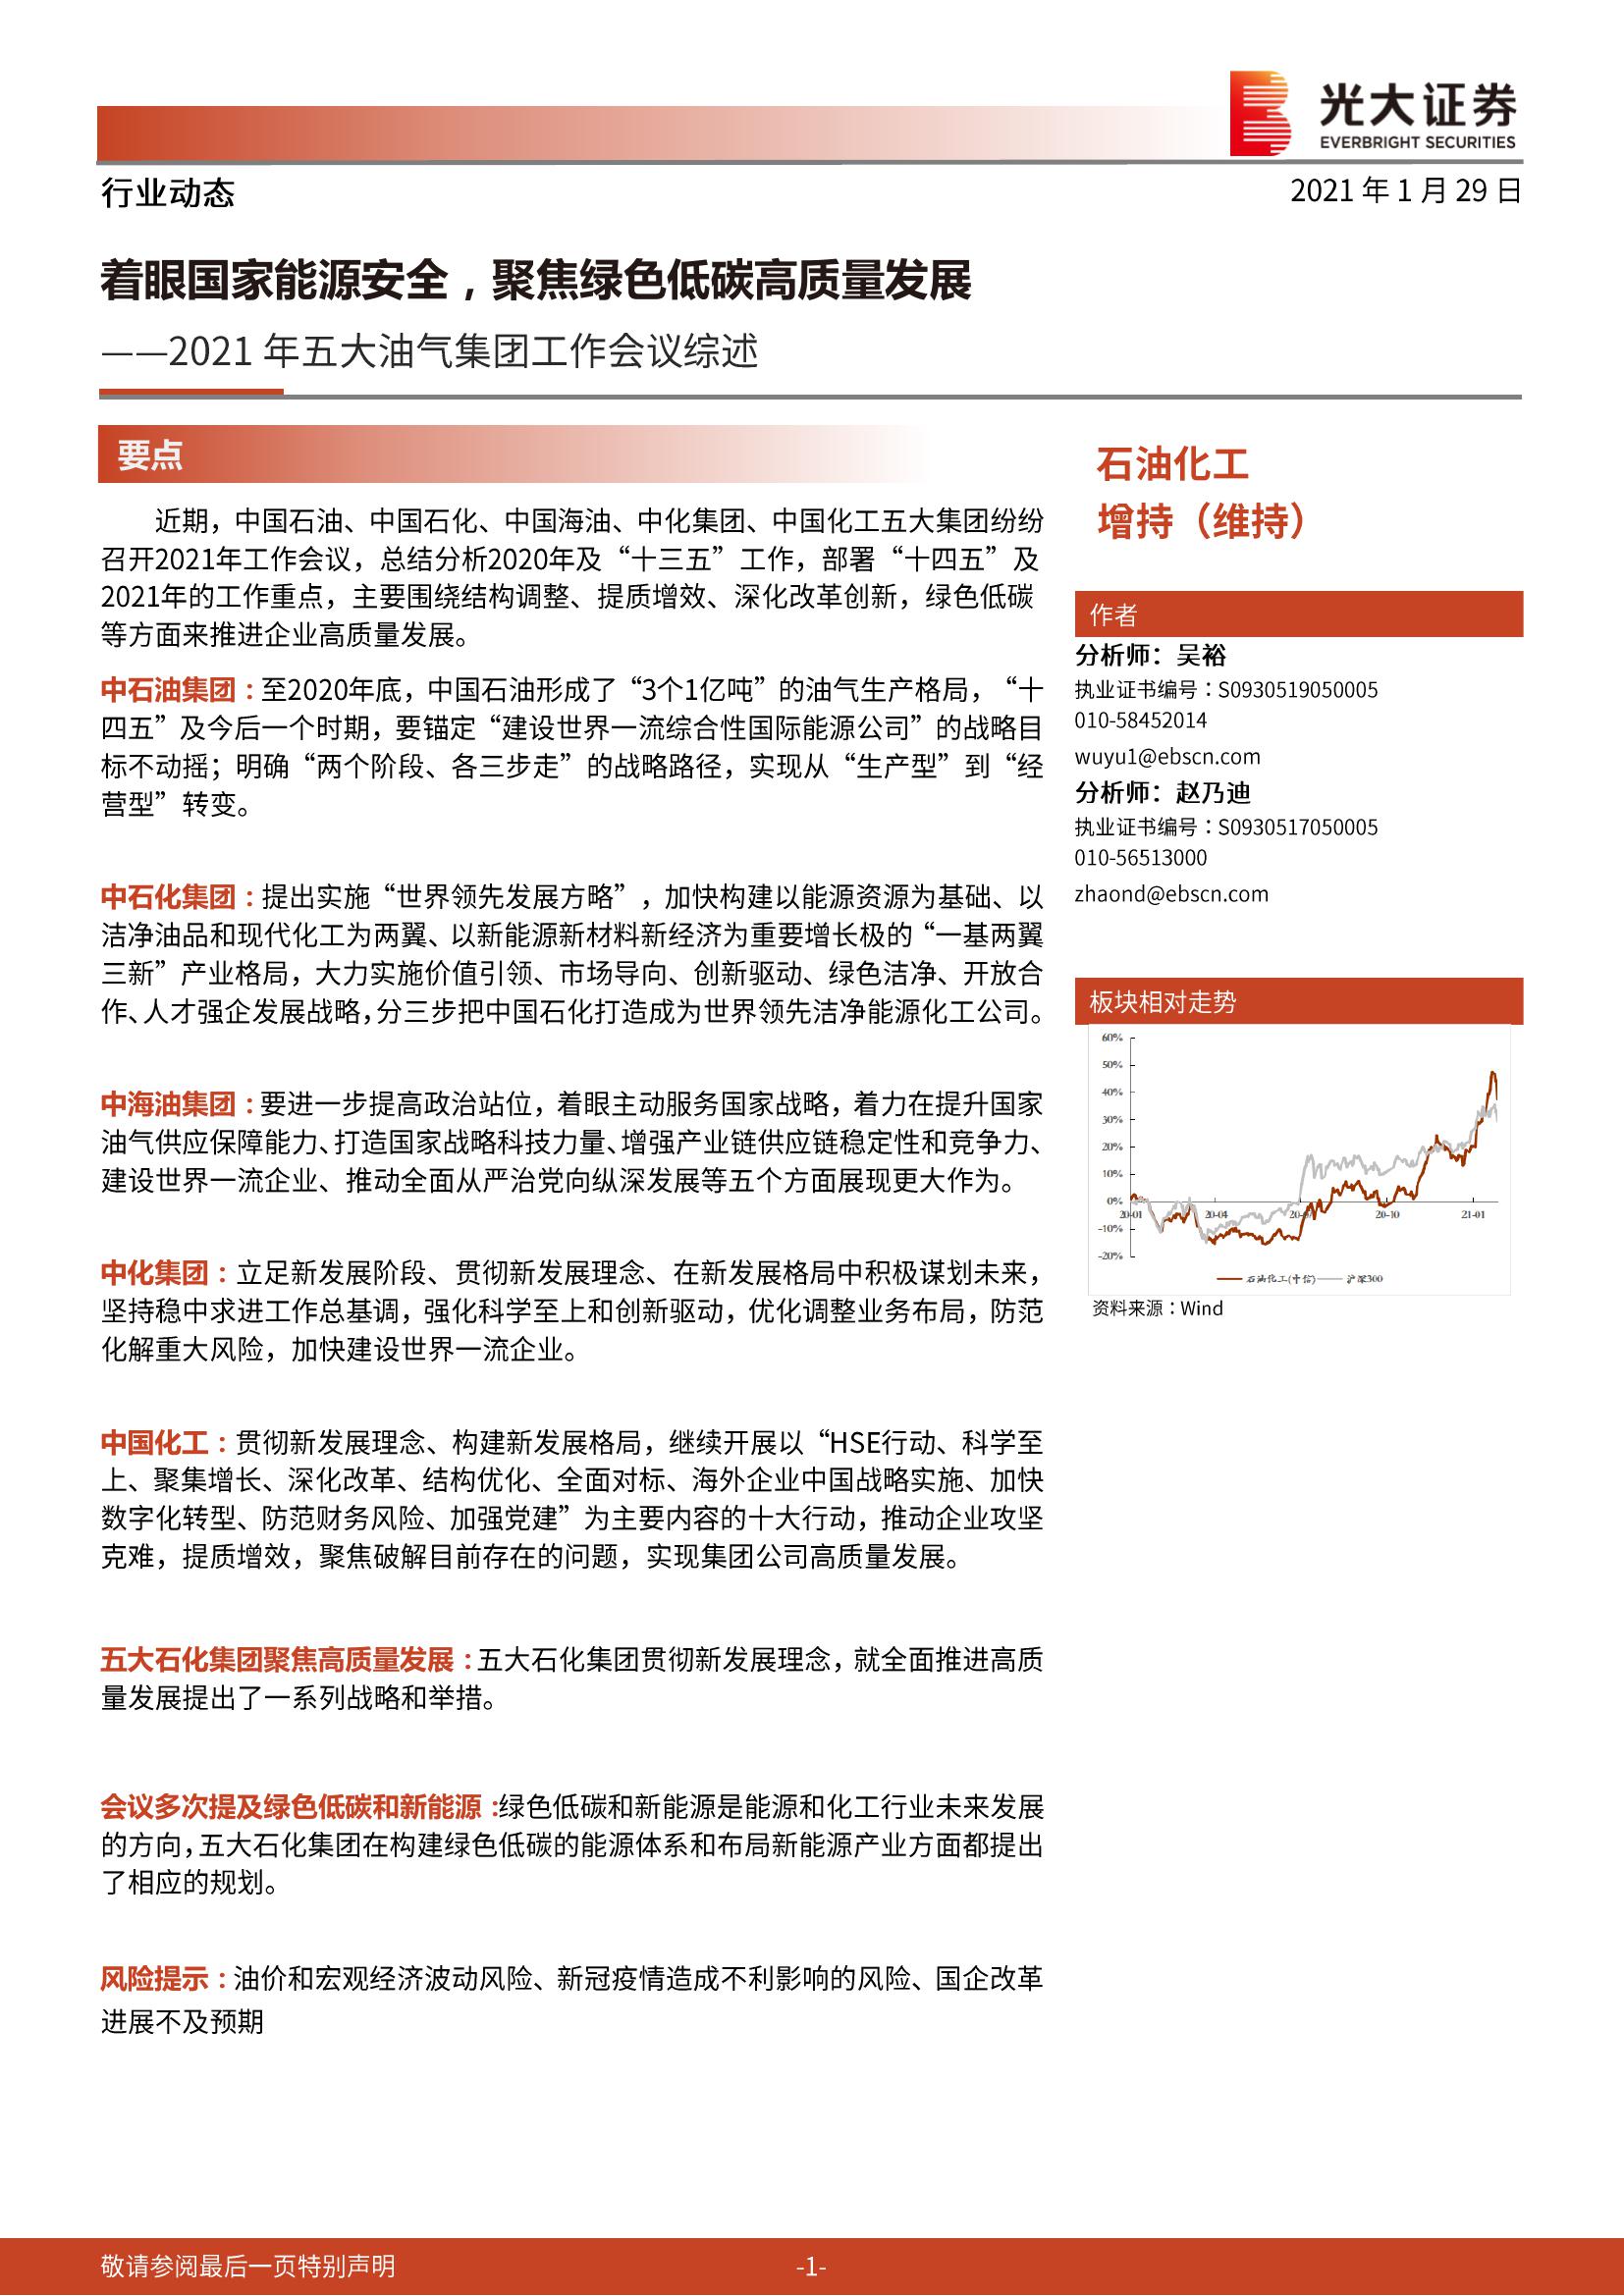 光大证券
EVERBRIGHT SECURITIES
行业动态
2021 年 1 月 29 日
着眼国家能源安全，聚焦绿色低碳高质量发展
——2021 年五大油气集团工作会议综述
要点
近期，中国石油、中国石化、中国海油、中化集团、中国化工五大集团纷纷
召开2021年工作会议，总结分析2020年及“十三五”工作，部署“十四五”及
2021年的工作重点，主要围绕结构调整、提质增效、深化改革创新，绿色低碳
等方面来推进企业高质量发展。
中石油集团：至2020年底，中国石油形成了“3个1亿吨”的油气生产格局，“十
四五”及今后一个时期，要锚定“建设世界一流综合性国际能源公司”的战略目
标不动摇；明确“两个阶段、各三步走”的战略路径，实现从“生产型”到“经
营型”转变。
中石化集团：提出实施“世界领先发展方略”，加快构建以能源资源为基础、以
洁净油品和现代化工为两翼、以新能源新材料新经济为重要增长极的“一基两翼
三新”产业格局，大力实施价值引领、市场导向、创新驱动、绿色洁净、开放合
作、人才强企发展战略，分三步把中国石化打造成为世界领先洁净能源化工公司。
中海油集团：要进一步提高政治站位，着眼主动服务国家战略，着力在提升国家
油气供应保障能力、打造国家战略科技力量、增强产业链供应链稳定性和竞争力、
建设世界一流企业、推动全面从严治党向纵深发展等五个方面展现更大作为。
中化集团：立足新发展阶段、贯彻新发展理念、在新发展格局中积极谋划未来，
坚持稳中求进工作总基调，强化科学至上和创新驱动，优化调整业务布局，防范
化解重大风险，加快建设世界一流企业。
中国化工：贯彻新发展理念、构建新发展格局，继续开展以“HSE行动、科学至
上、聚集增长、深化改革、结构优化、全面对标、海外企业中国战略实施、加快
数字化转型、防范财务风险、加强党建”为主要内容的十大行动，推动企业攻坚
克难，提质增效，聚焦破解目前存在的问题，实现集团公司高质量发展。
五大石化集团聚焦高质量发展：五大石化集团贯彻新发展理念，就全面推进高质
量发展提出了一系列战略和举措。
会议多次提及绿色低碳和新能源：绿色低碳和新能源是能源和化工行业未来发展
的方向，五大石化集团在构建绿色低碳的能源体系和布局新能源产业方面都提出
了相应的规划。
风险提示：油价和宏观经济波动风险、新冠疫情造成不利影响的风险、国企改革
进展不及预期
石油化工
增持（维持）
作者
分析师：吴裕
执业证书编号：S0930519050005
010-58452014
wuyu1@ebscn.com
分析师：赵乃迪
执业证书编号：S0930517050005
010-56513000
zhaond@ebscn.com
板块相对走势
60%
50%
40%
30%
20%
10%
0%
-10%
-20%
20-01 20-04 20-07 20-10 21-01
石油化工(中信) 沪深300
资料来源：Wind
敬请参阅最后一页特别声明
-1-